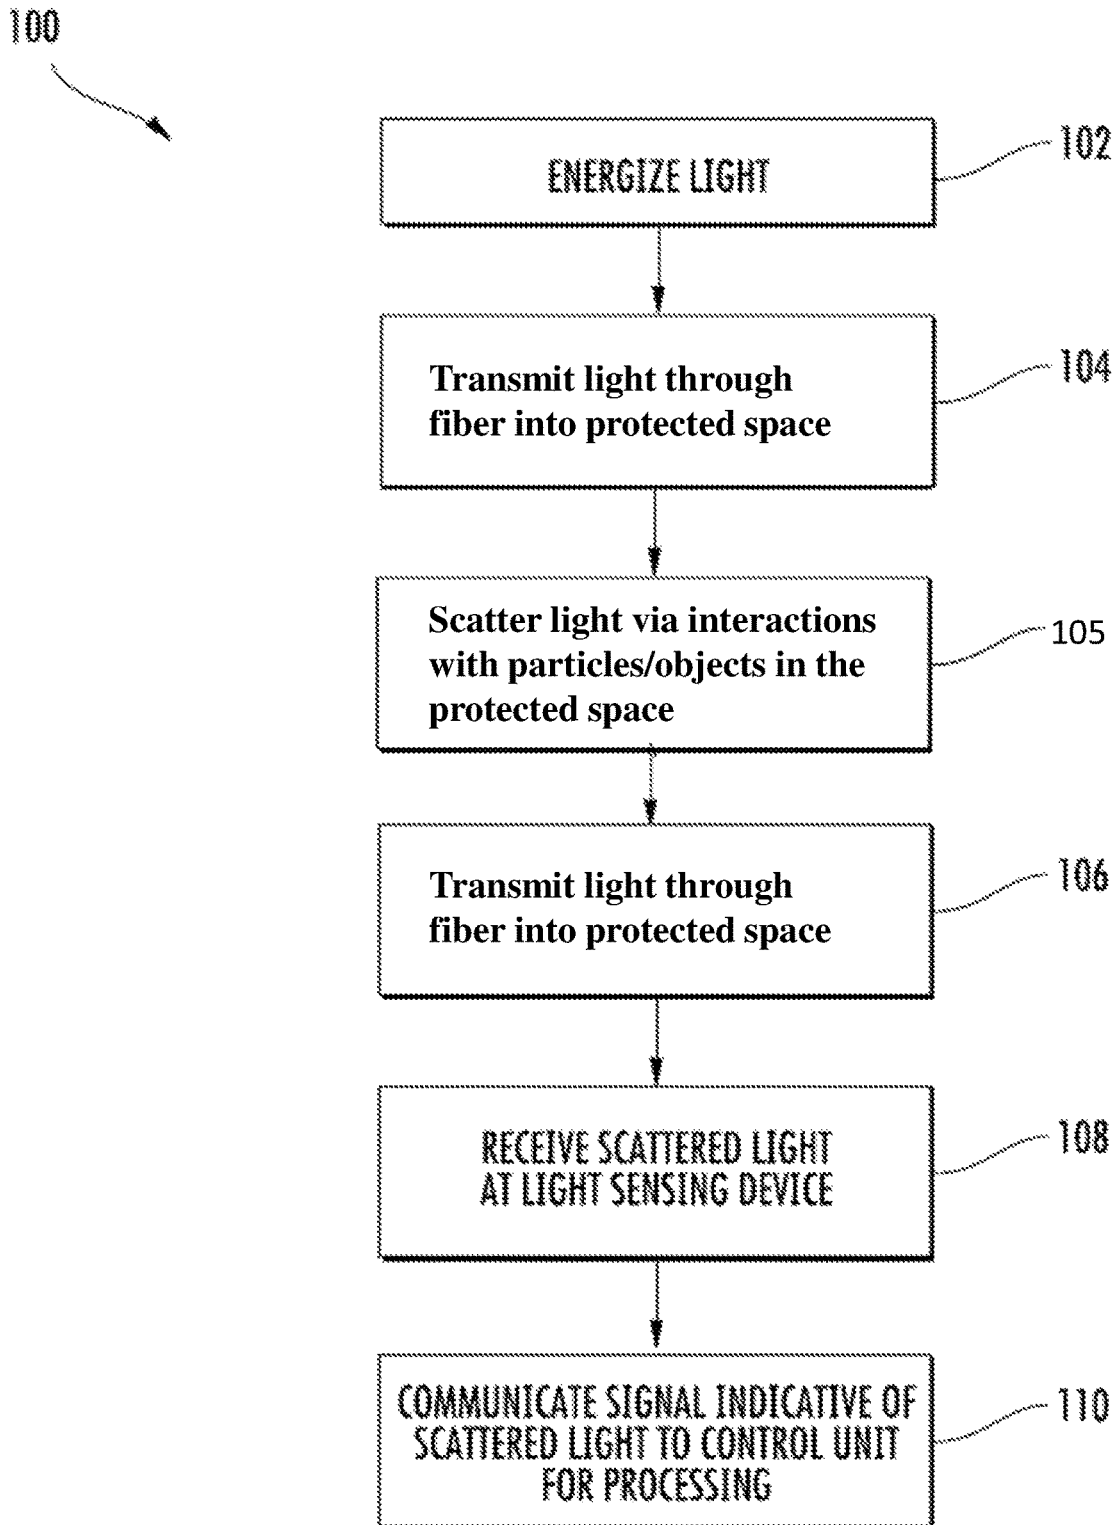 100
ENERGIZE LIGHT
102
Transmit light through
fiber into protected space
104
Scatter light via interactions
with particles/objects in the
protected space
105
Transmit light through
fiber into protected space
106
RECEIVE SCATTERED LIGHT
AT LIGHT SENSING DEVICE
108
COMMUNICATE SIGNAL INDICATIVE OF
SCATTERED LIGHT TO CONTROL UNIT
FOR PROCESSING
110